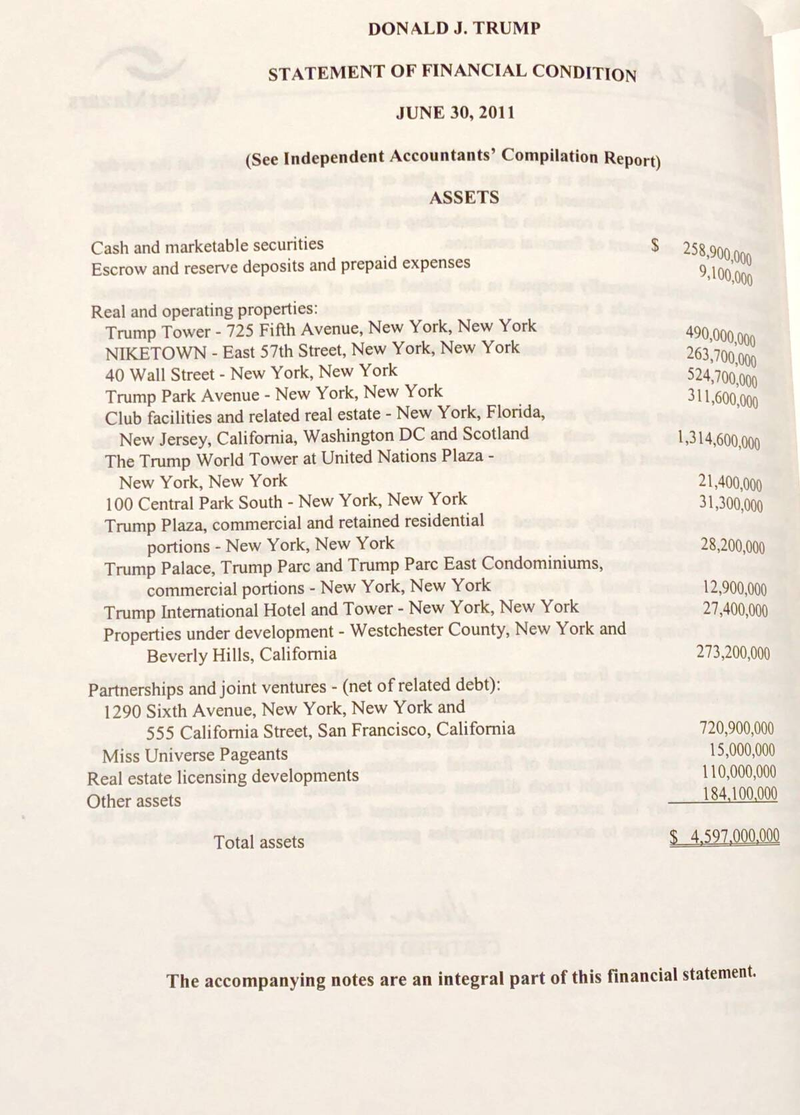 DONALD J. TRUMP
STATEMENT OF FINANCIAL CONDITION
JUNE 30, 2011
(See Independent Accountants' Compilation Report)
ASSETS
Cash and marketable securities $ 258,900,000
Escrow and reserve deposits and prepaid expenses 9,100,000
Real and operating properties:
Trump Tower - 725 Fifth Avenue, New York, New York 490,000,000
NIKETOWN - East 57th Street, New York, New York 263,700,000
40 Wall Street - New York, New York 524,700,000
Trump Park Avenue - New York, New York 311,600,000
Club facilities and related real estate - New York, Florida,
New Jersey, California, Washington DC and Scotland 1,314,600,000
The Trump World Tower at United Nations Plaza -
New York, New York 21,400,000
100 Central Park South - New York, New York 31,300,000
Trump Plaza, commercial and retained residential
portions - New York, New York 28,200,000
Trump Palace, Trump Parc and Trump Parc East Condominiums,
commercial portions - New York, New York 12,900,000
Trump International Hotel and Tower - New York, New York 27,400,000
Properties under development - Westchester County, New York and
Beverly Hills, California 273,200,000
Partnerships and joint ventures - (net of related debt):
1290 Sixth Avenue, New York, New York and
555 California Street, San Francisco, California 720,900,000
Miss Universe Pageants 15,000,000
Real estate licensing developments 110,000,000
Other assets 184,100,000
Total assets $ 4,597,000,000
The accompanying notes are an integral part of this financial statement.